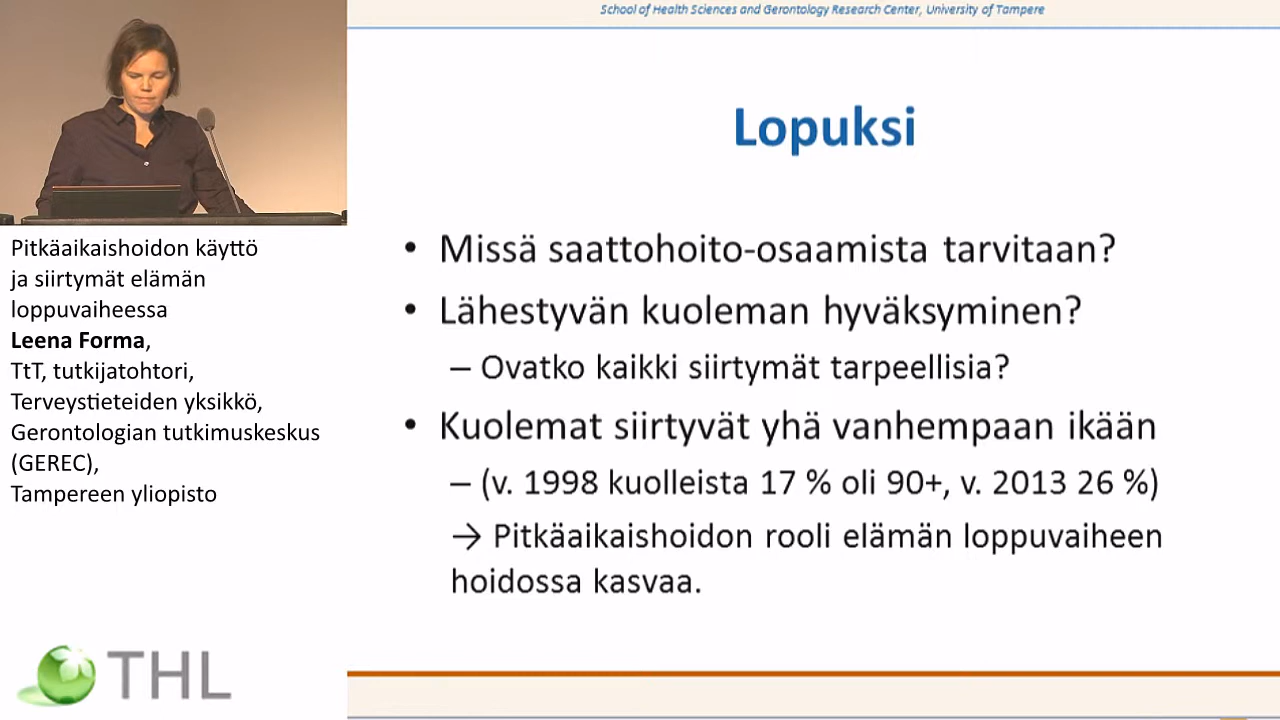 School of Health Sciences and Gerontology Research Center, University of Tampere
Lopuksi
• Missä saattohoito-osaamista tarvitaan?
• Lähestyvän kuoleman hyväksyminen?
– Ovatko kaikki siirtymät tarpeellisia?
• Kuolemat siirtyvät yhä vanhempaan ikään
– (v. 1998 kuolleista 17 % oli 90+, v. 2013 26 %)
→ Pitkäaikaishoidon rooli elämän loppuvaiheen
hoidossa kasvaa.
Pitkäaikaishoidon käyttö
ja siirtymät elämän
loppuvaiheessa
Leena Forma,
TtT, tutkijatohtori,
Terveystieteiden yksikkö,
Gerontologian tutkimuskeskus
(GEREC),
Tampereen yliopisto
THL